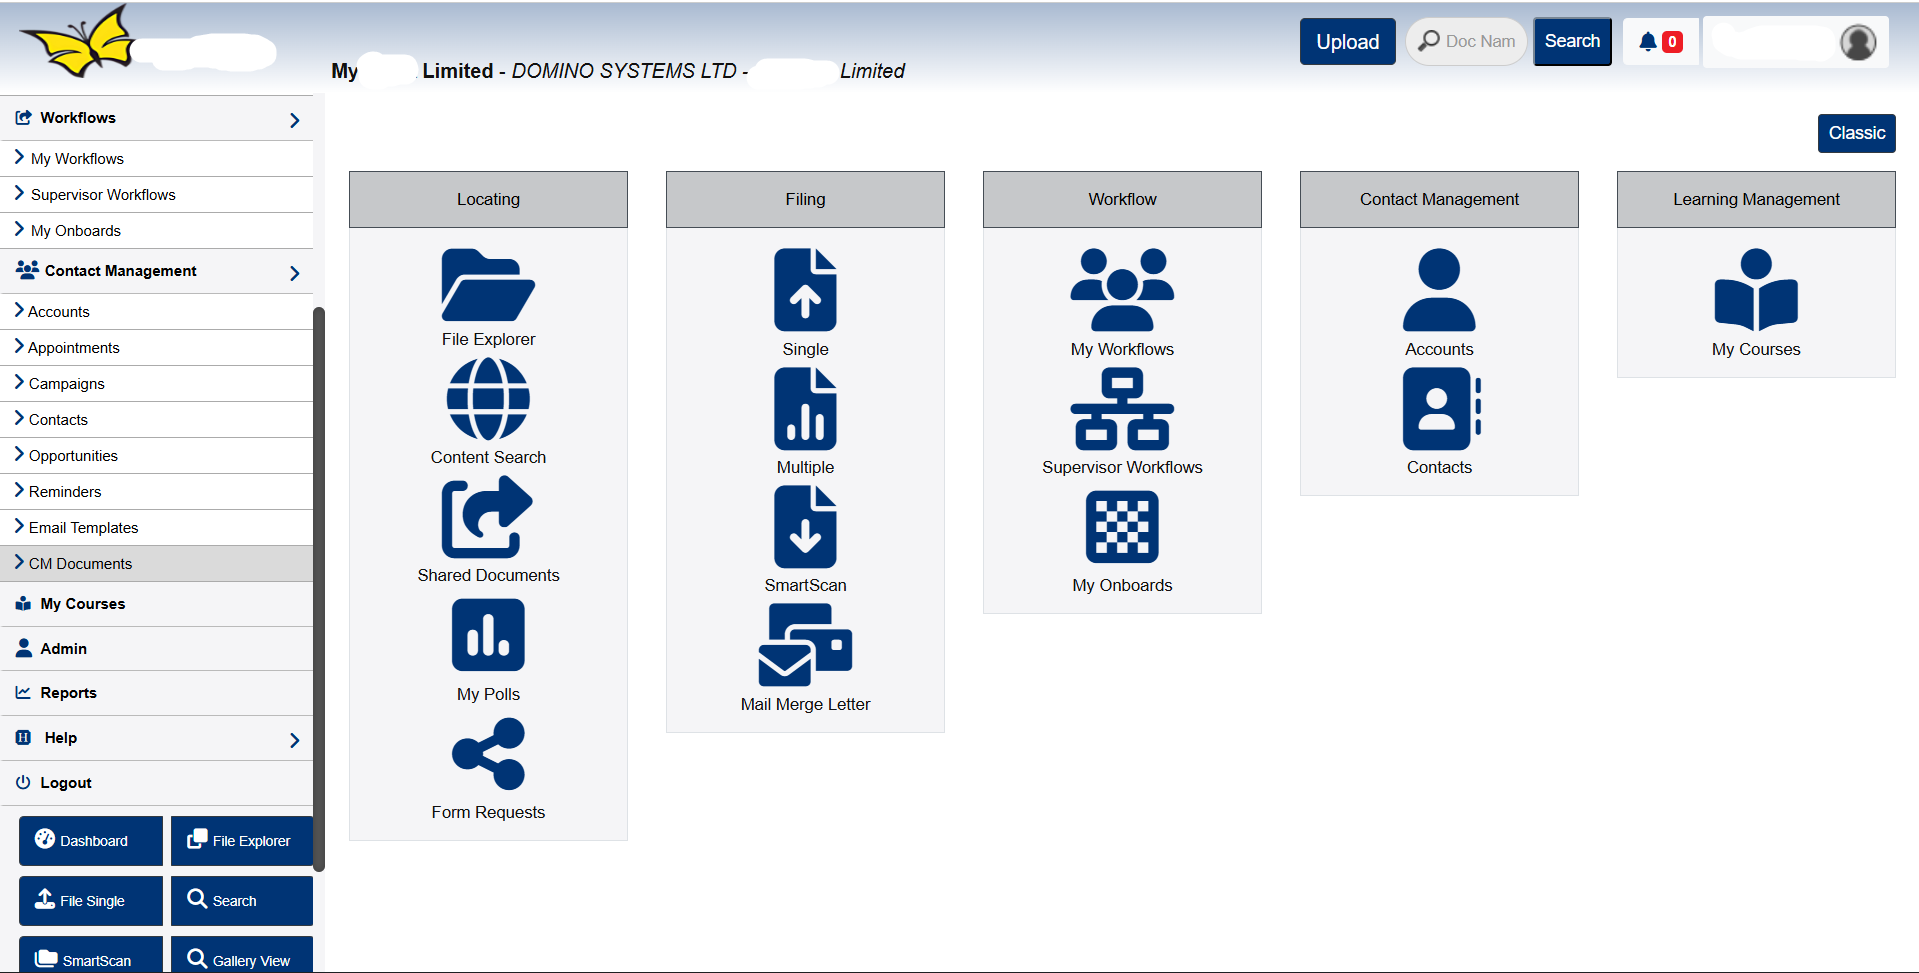 Upload
Doc Nam
Search
0
My Limited - DOMINO SYSTEMS LTD - Limited
Workflows
My Workflows
Supervisor Workflows
My Onboards
Contact Management
Accounts
Appointments
Campaigns
Contacts
Opportunities
Reminders
Email Templates
CM Documents
My Courses
Admin
Reports
H Help
Logout
Dashboard
File Explorer
File Single
Search
SmartScan
Gallery View
Classic
Locating
File Explorer
Content Search
Shared Documents
My Polls
Form Requests
Filing
Single
Multiple
SmartScan
Mail Merge Letter
Workflow
My Workflows
Supervisor Workflows
My Onboards
Contact Management
Accounts
Contacts
Learning Management
My Courses